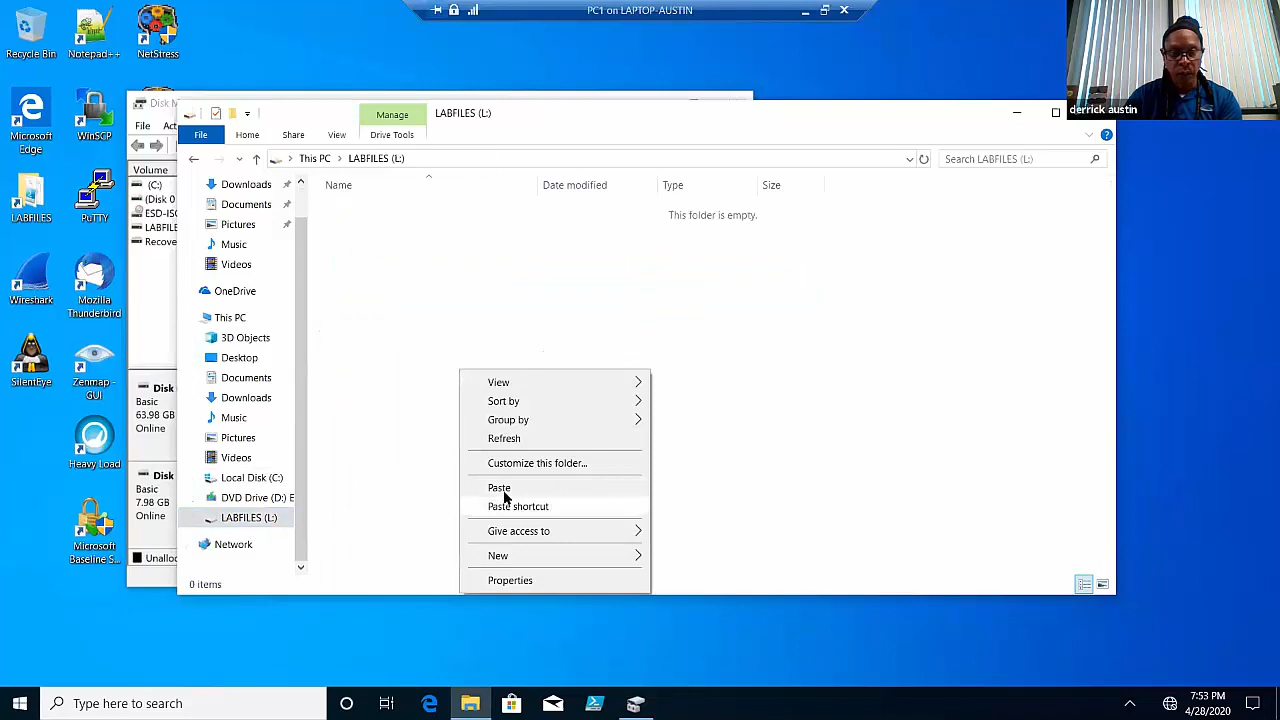 PC1 on LAPTOP-AUSTIN
derrick austin
Recycle Bin
Notepad++
NetStress
Microsoft
Edge
WinSCP
LABFILES
PuTTY
Wireshark
Mozilla
Thunderbird
SilentEye
Zenmap -
GUI
Heavy Load
Microsoft
Baseline S...
Disk M
File
Volume
(C:)
(Disk 0
ESD-ISO
LABFILE
Recove
Disk
Basic
63.98 GB
Online
Disk
Basic
7.98 GB
Online
Unalloc
Manage
LABFILES (L:)
File
Home
Share
View
Drive Tools
This PC
LABFILES (L:)
Search LABFILES (L:)
Downloads
Documents
Pictures
Music
Videos
OneDrive
This PC
3D Objects
Desktop
Documents
Downloads
Music
Pictures
Videos
Local Disk (C:)
DVD Drive (D:) E
LABFILES (L:)
Network
Name
Date modified
Type
Size
This folder is empty.
View
Sort by
Group by
Refresh
Customize this folder...
Paste
Paste shortcut
Give access to
New
Properties
0 items
Type here to search
7:53 PM
4/28/2020